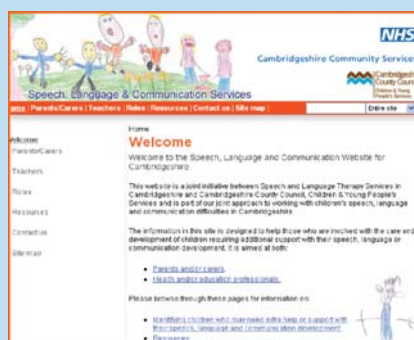 NHS
Cambridgeshire Community Services
Cambridgeshire
County Council
Children & Young
People's Services
Speech, Language & Communication Services
Parents/Carers | Teachers | Roles | Resources | Contact us | Site map |
Entire site
Home
Welcome
Parents/Carers
Teachers
Roles
Resources
Contact us
Site map
Welcome
Welcome to the Speech, Language and Communication Website for
Cambridgeshire
This website is a joint initiative between Speech and Language Therapy Services in
Cambridgeshire and Cambridgeshire County Council, Children & Young People's
Services and is part of our joint approach to working with children's speech, language
and communication difficulties in Cambridgeshire.
The information in this site is designed to help those who are involved with the care and
development of children requiring additional support with their speech, language or
communication development. It is aimed at both:
Parents and/or carers.
Health and/or education professionals.
Please browse through these pages for information on:
Identifying children who may need extra help or support with
their speech, language and communication development.
Resources